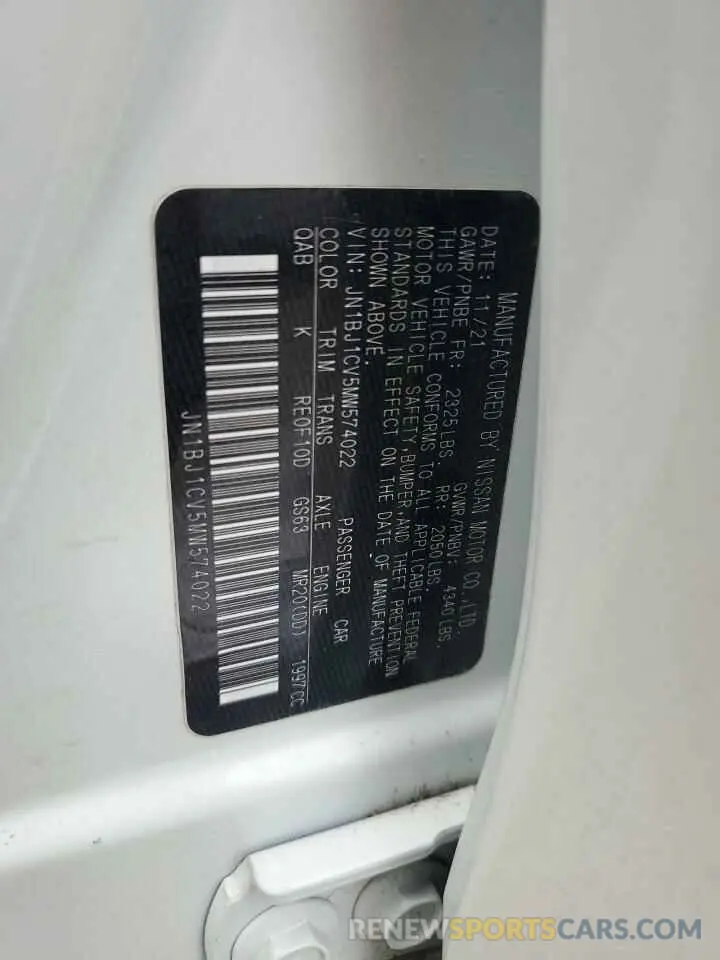 MANUFACTURED BY NISSAN MOTOR CO.,LTD.
DATE: 11/21 GVWR/PNBV: 4340LBS.
GAWR/PNBE FR: 2325LBS. RR: 2050LBS.
THIS VEHICLE CONFORMS TO ALL APPLICABLE FEDERAL
MOTOR VEHICLE SAFETY,BUMPER,AND THEFT PREVENTION
STANDARDS IN EFFECT ON THE DATE OF MANUFACTURE
SHOWN ABOVE.
VIN: JN1BJ1CV5MW574022 PASSENGER CAR
COLOR TRIM TRANS AXLE ENGINE
QAB K RE0F10D GS63 MR20(DD) 1997CC
JN1BJ1CV5MW574022
RENEWSPORTSCARS.COM